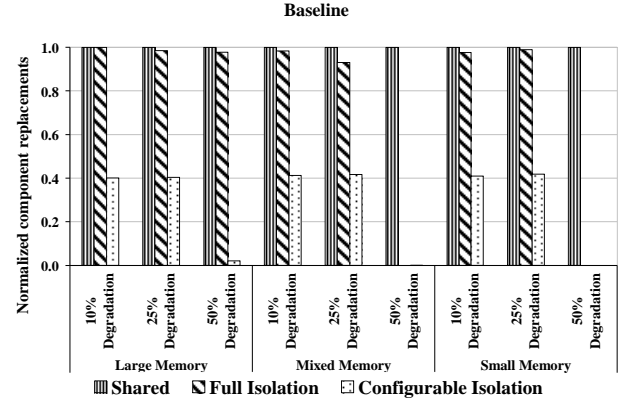 Baseline
Normalized component replacements
1.0
0.8
0.6
0.4
0.2
0.0
10%
Degradation
25%
Degradation
50%
Degradation
10%
Degradation
25%
Degradation
50%
Degradation
10%
Degradation
25%
Degradation
50%
Degradation
Large Memory Mixed Memory Small Memory
Shared Full Isolation Configurable Isolation